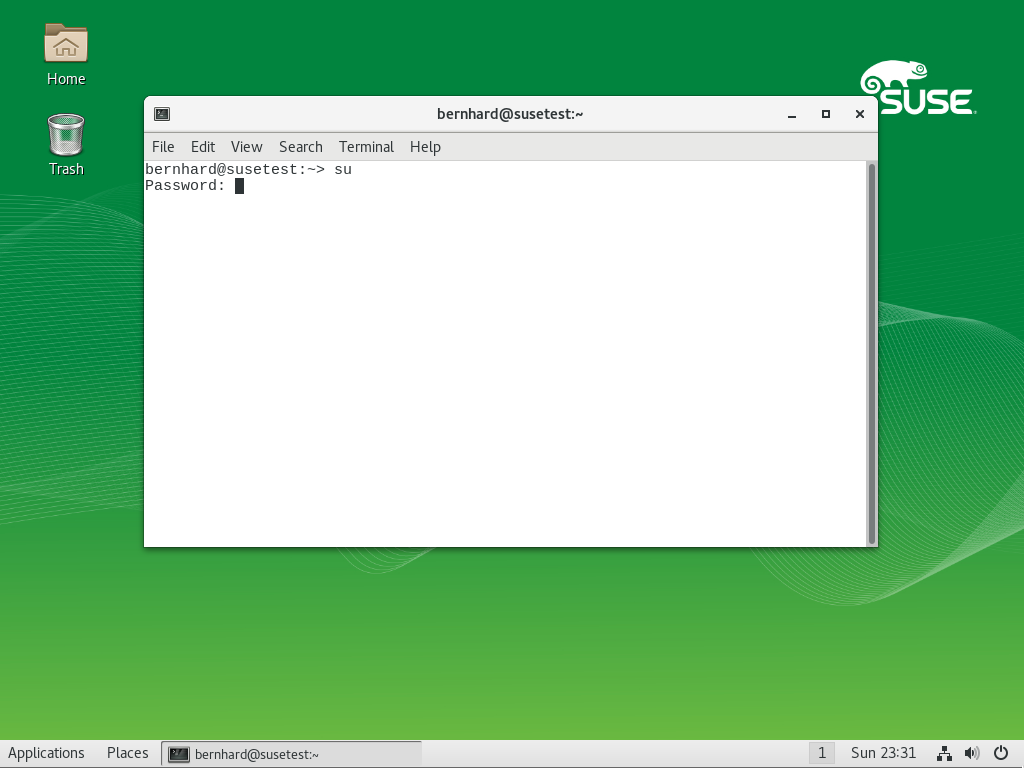 Home
Trash
SUSE
bernhard@susetest:~
File Edit View Search Terminal Help
bernhard@susetest:~> su
Password:
Applications Places bernhard@susetest:~ 1 Sun 23:31